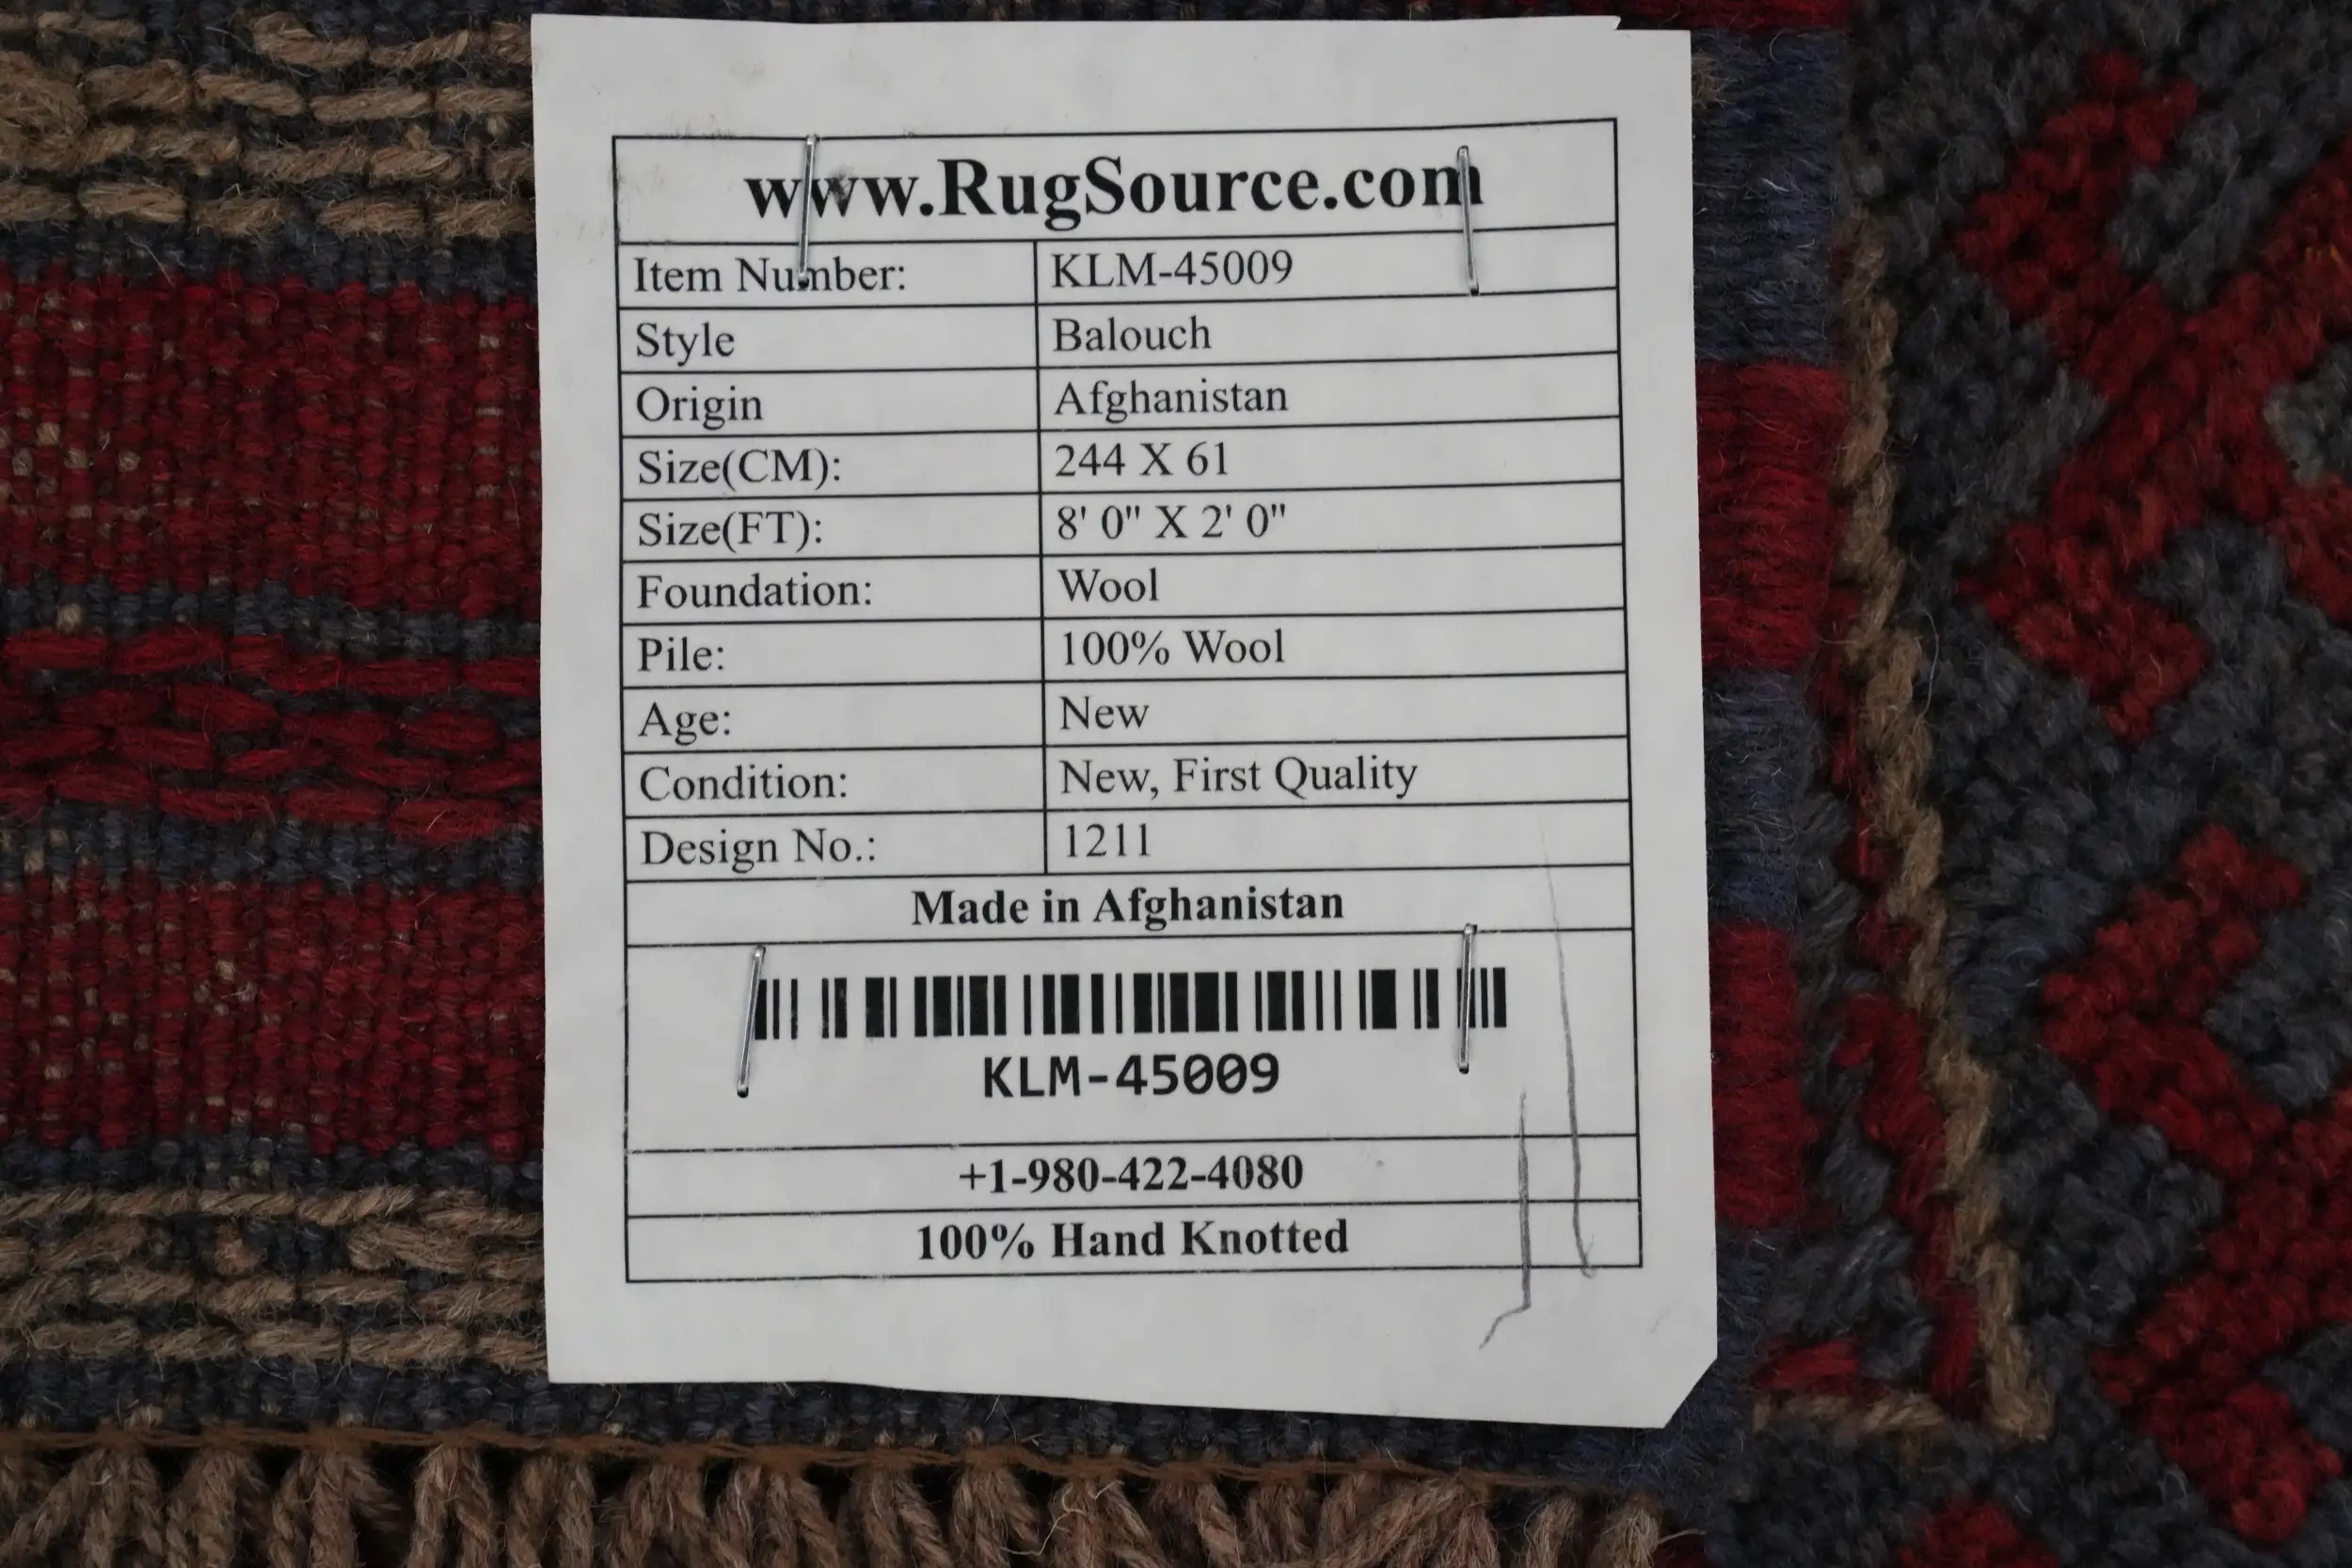 www.RugSource.com
Item Number: KLM-45009
Style Balouch
Origin Afghanistan
Size(CM): 244 X 61
Size(FT): 8' 0" X 2' 0"
Foundation: Wool
Pile: 100% Wool
Age: New
Condition: New, First Quality
Design No.: 1211
Made in Afghanistan
KLM-45009
+1-980-422-4080
100% Hand Knotted